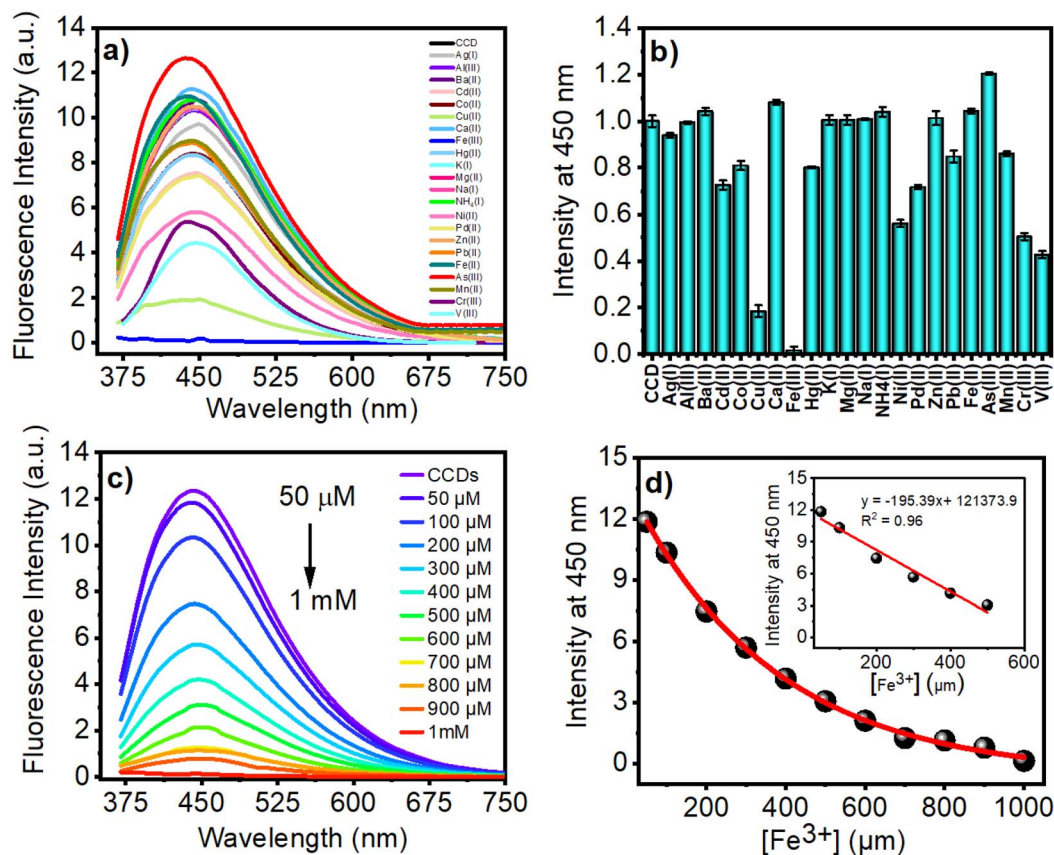 a)
Fluorescence Intensity (a.u.)
14
12
10
8
6
4
2
0
375 450 525 600 675 750
Wavelength (nm)
CCD
Ag(I)
Al(III)
Ba(II)
Cd(II)
Co(II)
Cu(II)
Ca(II)
Fe(III)
Hg(II)
K(I)
Mg(II)
Na(I)
NH₄(I)
Ni(II)
Pd(II)
Zn(II)
Pb(II)
Fe(II)
As(III)
Mn(II)
Cr(III)
V(III)
b)
Intensity at 450 nm
1.4
1.2
1.0
0.8
0.6
0.4
0.2
0.0
CCD
Ag(I)
Al(III)
Ba(II)
Cd(II)
Co(II)
Cu(II)
Ca(II)
Fe(III)
Hg(II)
K(I)
Mg(II)
Na(I)
NH4(I)
Ni(II)
Pd(II)
Zn(II)
Pb(II)
Fe(II)
As(III)
Mn(II)
Cr(III)
V(III)
c)
Fluorescence Intensity (a.u.)
14
12
10
8
6
4
2
0
375 450 525 600 675 750
Wavelength (nm)
50 μM
1 mM
CCDs
50 μM
100 μM
200 μM
300 μM
400 μM
500 μM
600 μM
700 μM
800 μM
900 μM
1mM
d)
Intensity at 450 nm
15
12
9
6
3
0
200 400 600 800 1000
[Fe³⁺] (μm)
Intensity at 450 nm
15
12
9
6
3
0
y = -195.39x+ 121373.9
R² = 0.96
200 400 600
[Fe³⁺] (μm)